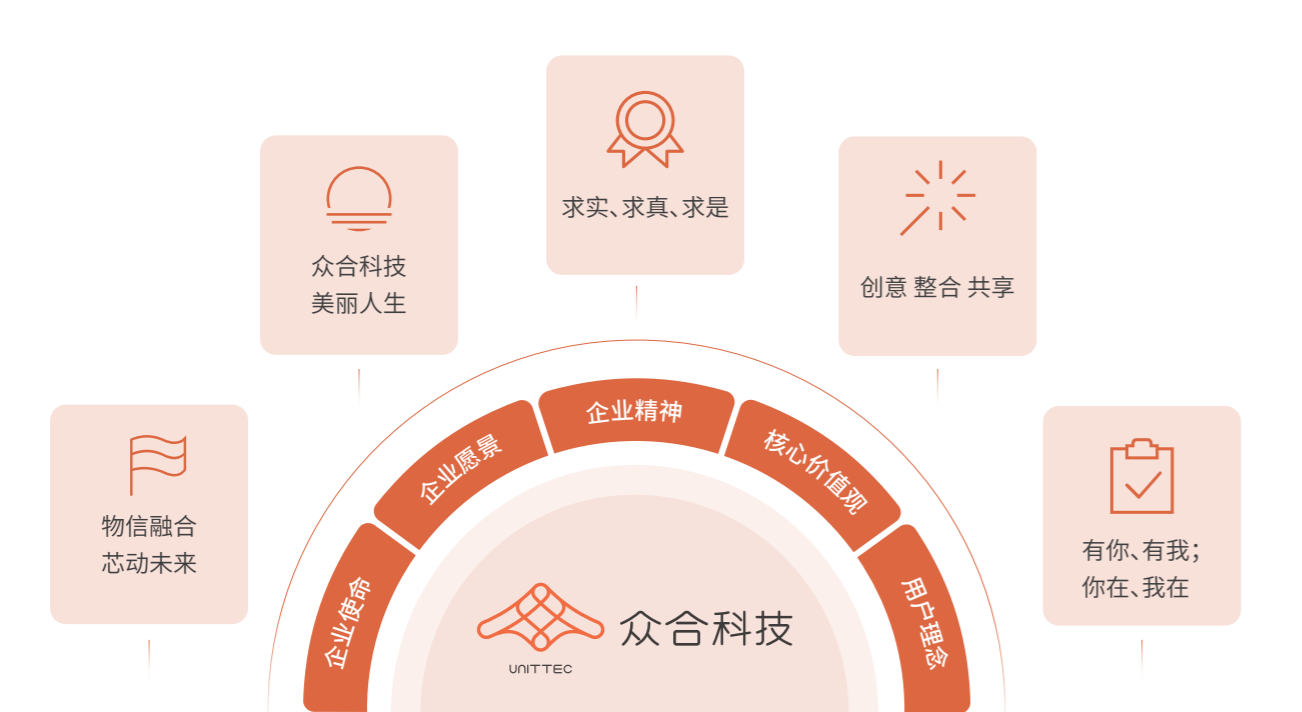 求实、求真、求是
众合科技
美丽人生
创意 整合 共享
物信融合
芯动未来
有你、有我；
你在、我在
企业使命
企业愿景
企业精神
核心价值观
用户理念
众合科技
UNITTEC